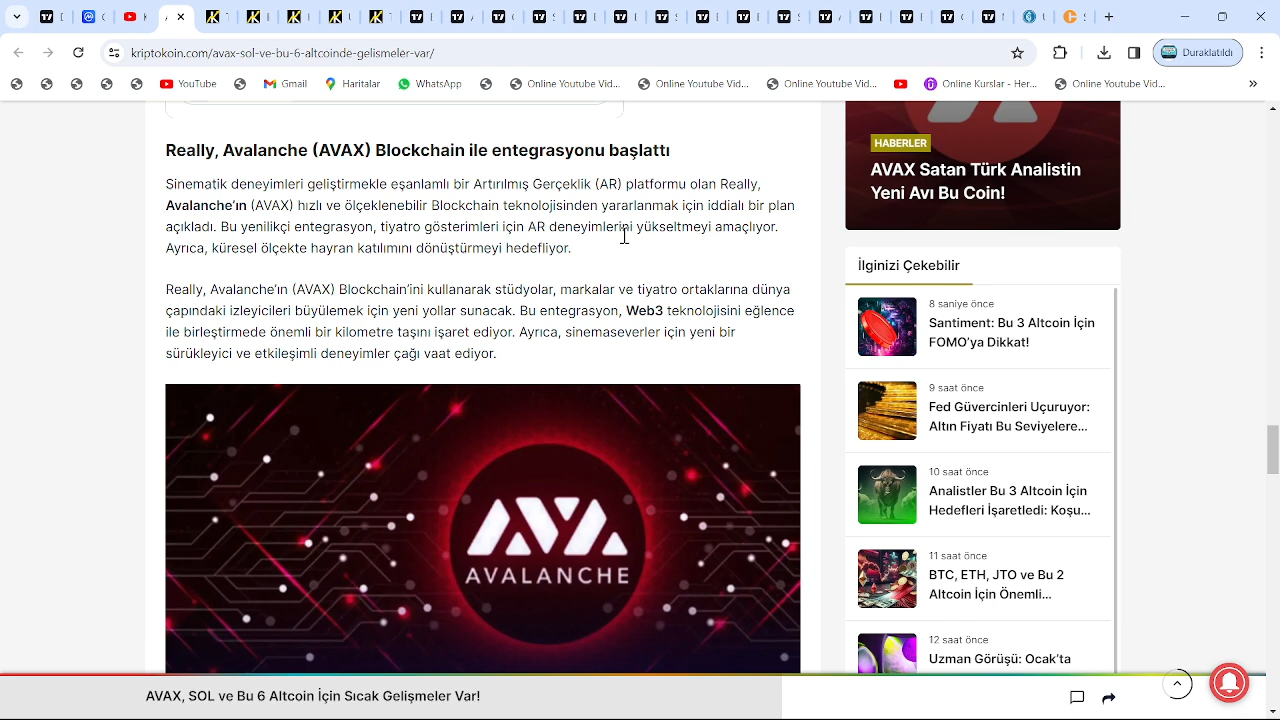 kriptokoin.com/avax-sol-ve-bu-6-altcoinde-gelismeler-var/
Duraklatıldı
YouTube
Gmail
Haritalar
WhatsApp
Online Youtube Vid...
Online Youtube Vid...
Online Youtube Vid...
Online Kurslar - Her...
Online Youtube Vid...
Really, Avalanche (AVAX) Blockchain ile entegrasyonu başlattı
Sinematik deneyimleri geliştirmekle eşanlamlı bir Artırılmış Gerçeklik (AR) platformu olan Really,
Avalanche'ın (AVAX) hızlı ve ölçeklenebilir Blockchain teknolojisinden yararlanmak için iddialı bir plan
açıkladı. Bu yenilikçi entegrasyon, tiyatro gösterimleri için AR deneyimlerini yükseltmeyi amaçlıyor.
Ayrıca, küresel ölçekte hayran katılımını dönüştürmeyi hedefliyor.
Really, Avalanche'ın (AVAX) Blockchain'ini kullanarak stüdyolar, markalar ve tiyatro ortaklarına dünya
çapındaki izleyicileri büyülemek için yeni yollar sunacak. Bu entegrasyon, Web3 teknolojisini eğlence
ile birleştirmede önemli bir kilometre taşını işaret ediyor. Ayrıca, sinemaseverler için yeni bir
sürükleyici ve etkileşimli deneyimler çağı vaat ediyor.
AVALANCHE
HABERLER
AVAX Satan Türk Analistin
Yeni Avı Bu Coin!
İlginizi Çekebilir
8 saniye önce
Santiment: Bu 3 Altcoin İçin
FOMO'ya Dikkat!
9 saat önce
Fed Güvercinleri Uçuruyor:
Altın Fiyatı Bu Seviyelere...
10 saat önce
Analistler Bu 3 Altcoin İçin
Hedefleri İşaretledi: Koşu...
11 saat önce
BTC, ETH, JTO ve Bu 2
Altcoin İçin Önemli...
12 saat önce
Uzman Görüşü: Ocak'ta
AVAX, SOL ve Bu 6 Altcoin İçin Sıcak Gelişmeler Var!